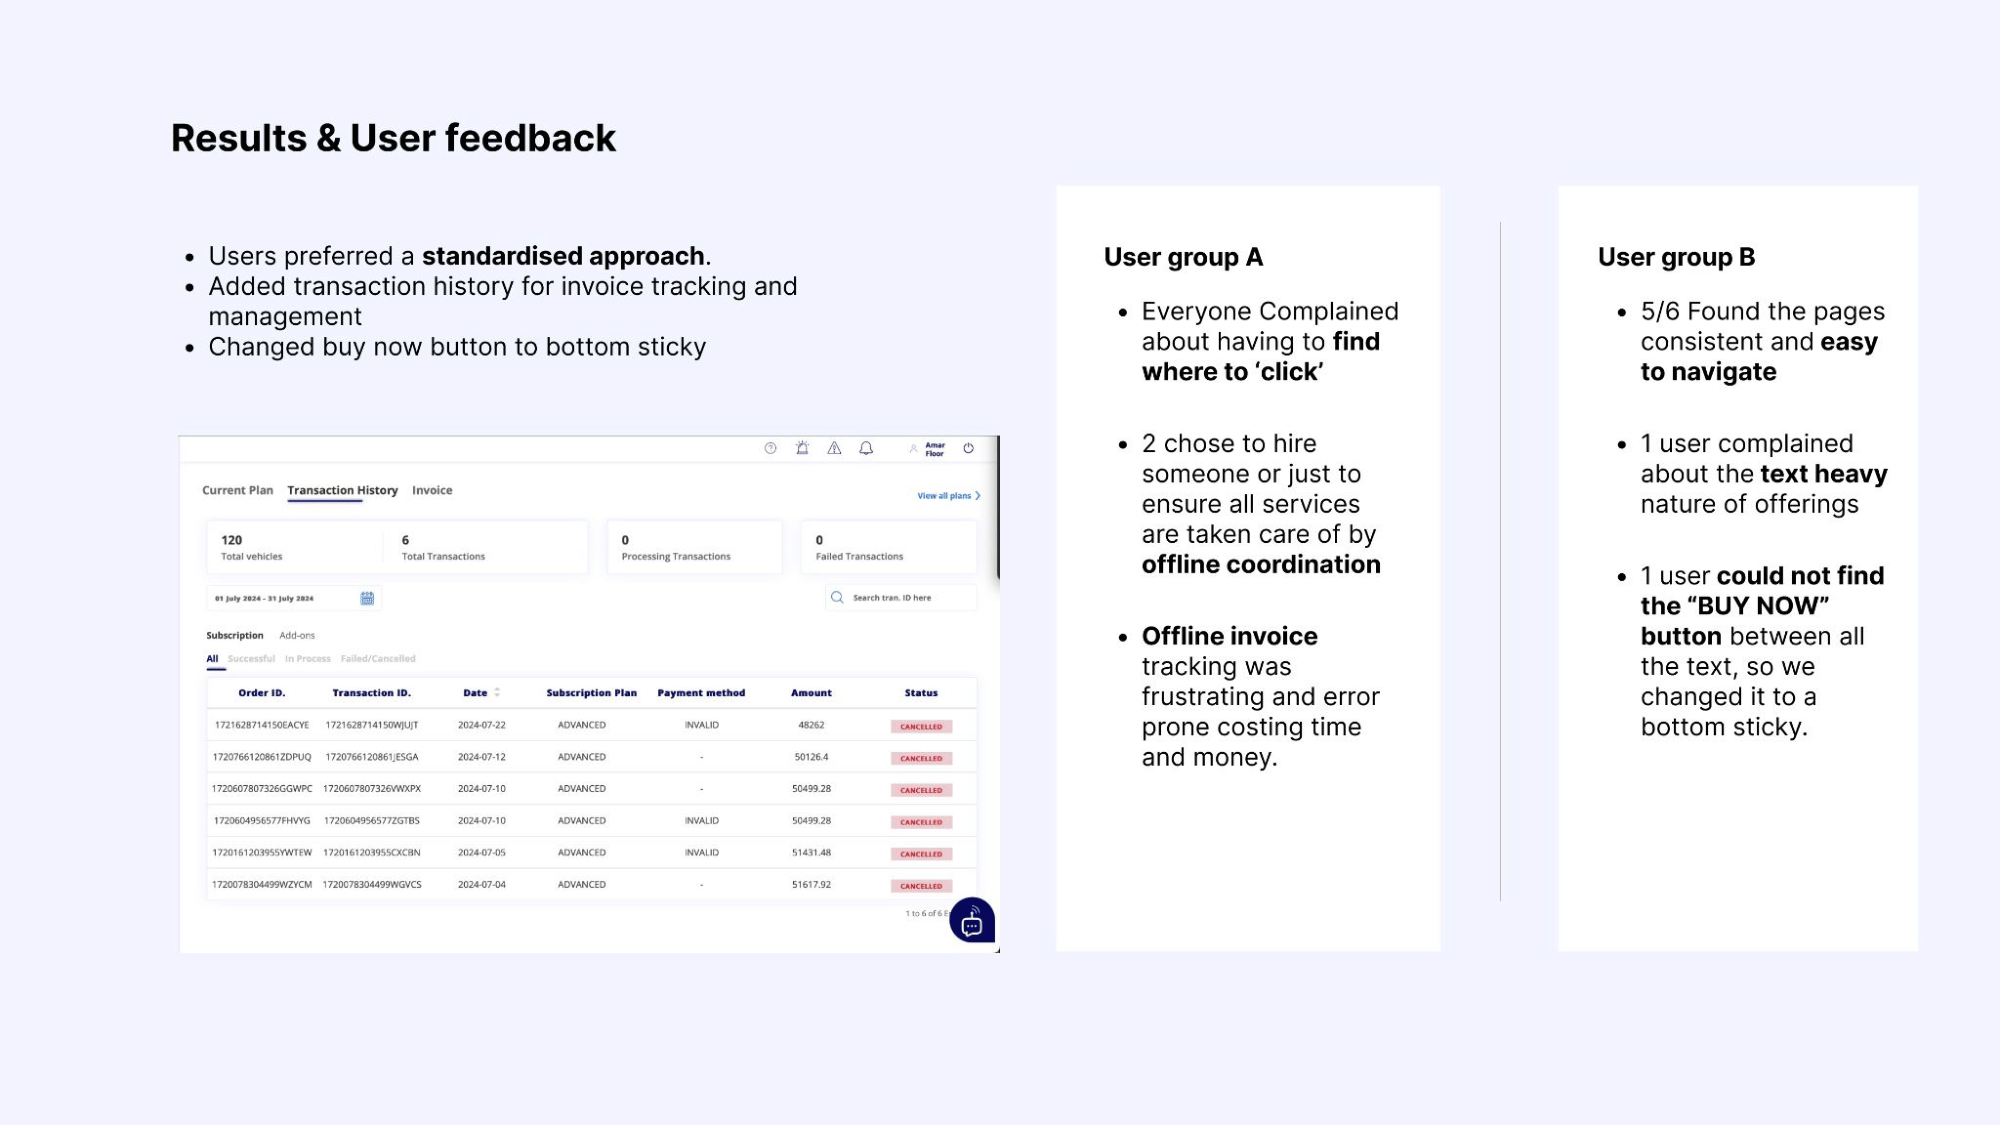 Results & User feedback
• Users preferred a standardised approach.
• Added transaction history for invoice tracking and
management
• Changed buy now button to bottom sticky
Amar
Floor
Current Plan Transaction History Invoice
View all plans
120
Total vehicles
6
Total Transactions
0
Processing Transactions
0
Failed Transactions
01 July 2024 - 31 July 2024
Search tran. ID here
Subscription Add-ons
All Successful In Process Failed/Cancelled
Order ID. Transaction ID. Date Subscription Plan Payment method Amount Status
1721628714150EACYE 1721628714150WJUJT 2024-07-22 ADVANCED INVALID 48262 CANCELLED
1720766120861ZDPUQ 1720766120861JESGA 2024-07-12 ADVANCED - 50126.4 CANCELLED
1720607807326GGWPC 1720607807326VWXPX 2024-07-10 ADVANCED - 50499.28 CANCELLED
1720604956577FHVYG 1720604956577ZGTBS 2024-07-10 ADVANCED INVALID 50499.28 CANCELLED
1720161203955YWTEW 1720161203955CXCBN 2024-07-05 ADVANCED INVALID 51431.48 CANCELLED
1720078304499WZYCM 1720078304499WGVCS 2024-07-04 ADVANCED - 51617.92 CANCELLED
1 to 6 of 6
User group A
• Everyone Complained
about having to find
where to ‘click’
• 2 chose to hire
someone or just to
ensure all services
are taken care of by
offline coordination
• Offline invoice
tracking was
frustrating and error
prone costing time
and money.
User group B
• 5/6 Found the pages
consistent and easy
to navigate
• 1 user complained
about the text heavy
nature of offerings
• 1 user could not find
the “BUY NOW”
button between all
the text, so we
changed it to a
bottom sticky.